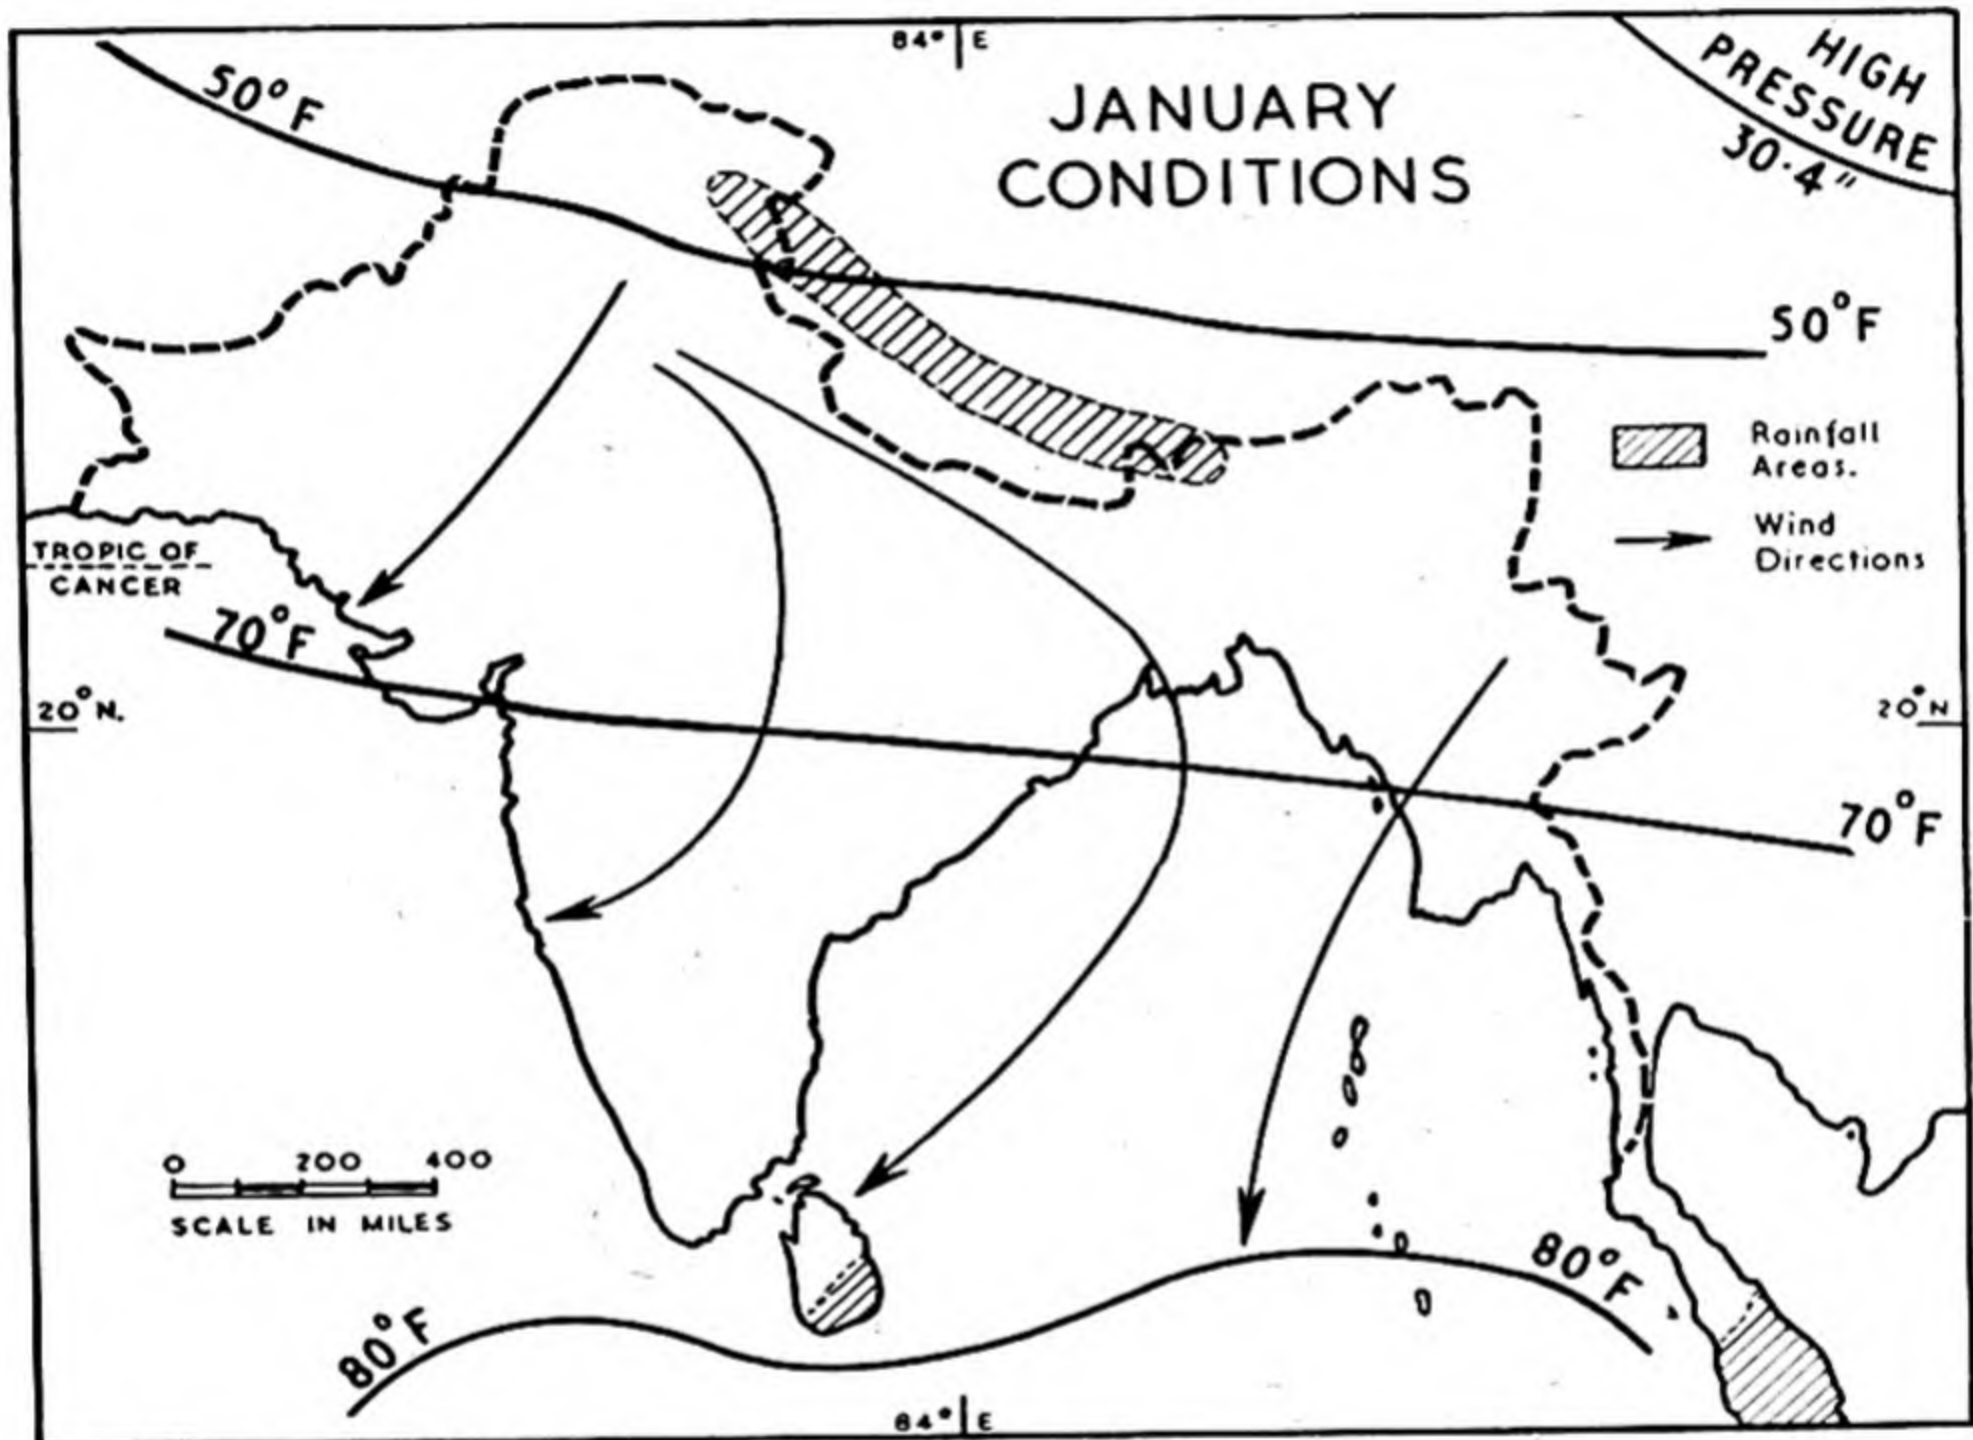 84° E
HIGH
PRESSURE
30·4″
JANUARY
CONDITIONS
50°F
50°F
Rainfall
Areas.
Wind
Directions
TROPIC OF
CANCER
70°F
20°N.
20°N
70°F
0 200 400
SCALE IN MILES
80°F
80°F
84° E